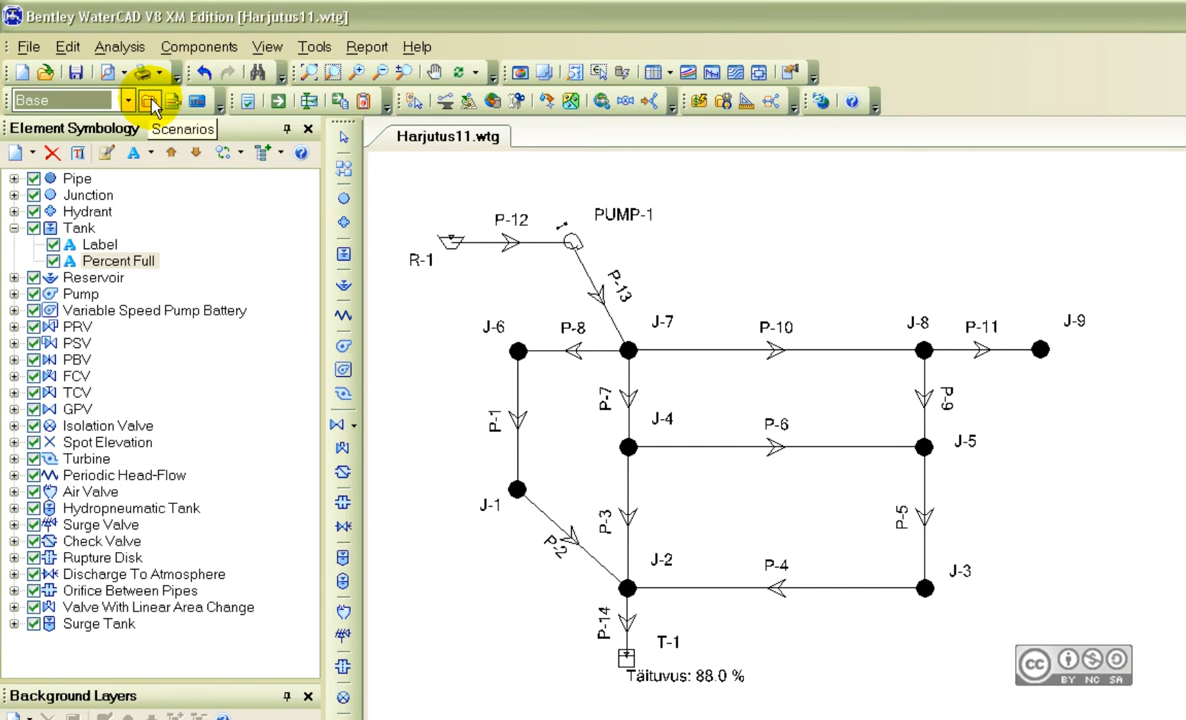 Bentley WaterCAD V8 XM Edition [Harjutus11.wtg]
File Edit Analysis Components View Tools Report Help
Base
Element Symbology
Scenarios
Harjutus11.wtg
Pipe
Junction
Hydrant
Tank
Label
Percent Full
Reservoir
Pump
Variable Speed Pump Battery
PRV
PSV
PBV
FCV
TCV
GPV
Isolation Valve
Spot Elevation
Turbine
Periodic Head-Flow
Air Valve
Hydropneumatic Tank
Surge Valve
Check Valve
Rupture Disk
Discharge To Atmosphere
Orifice Between Pipes
Valve With Linear Area Change
Surge Tank
Background Layers
P-12
PUMP-1
R-1
P-13
J-6
P-8
J-7
P-10
J-8
P-11
J-9
P-1
P-7
P-9
J-4
P-6
J-5
J-1
P-2
P-3
P-5
J-2
P-4
J-3
P-14
T-1
Täituvus: 88.0 %
cc
BY NC SA